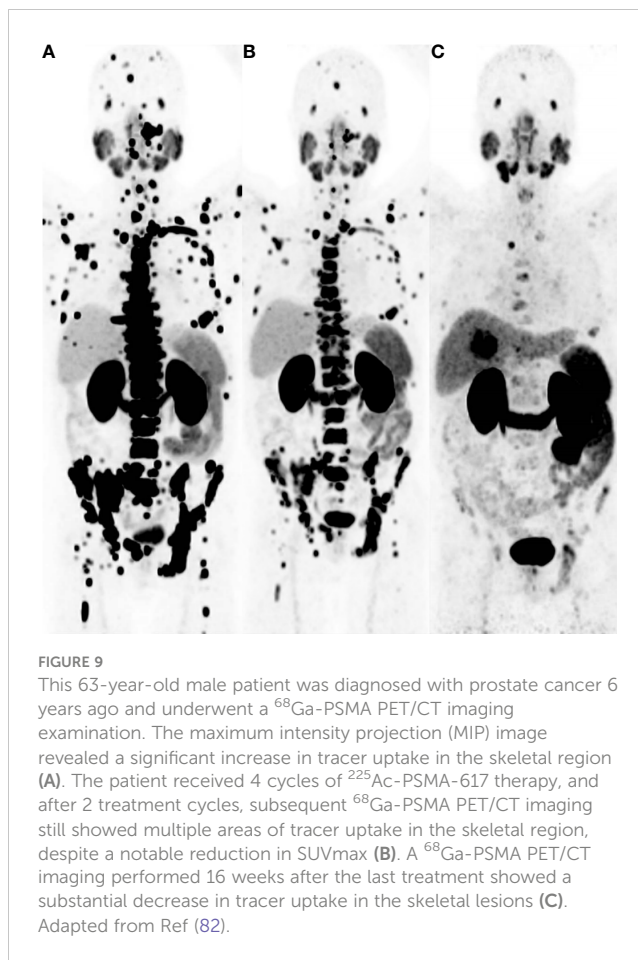 A B C
FIGURE 9
This 63-year-old male patient was diagnosed with prostate cancer 6
years ago and underwent a ⁶⁸Ga-PSMA PET/CT imaging
examination. The maximum intensity projection (MIP) image
revealed a significant increase in tracer uptake in the skeletal region
(A). The patient received 4 cycles of ²²⁵Ac-PSMA-617 therapy, and
after 2 treatment cycles, subsequent ⁶⁸Ga-PSMA PET/CT imaging
still showed multiple areas of tracer uptake in the skeletal region,
despite a notable reduction in SUVmax (B). A ⁶⁸Ga-PSMA PET/CT
imaging performed 16 weeks after the last treatment showed a
substantial decrease in tracer uptake in the skeletal lesions (C).
Adapted from Ref (82).